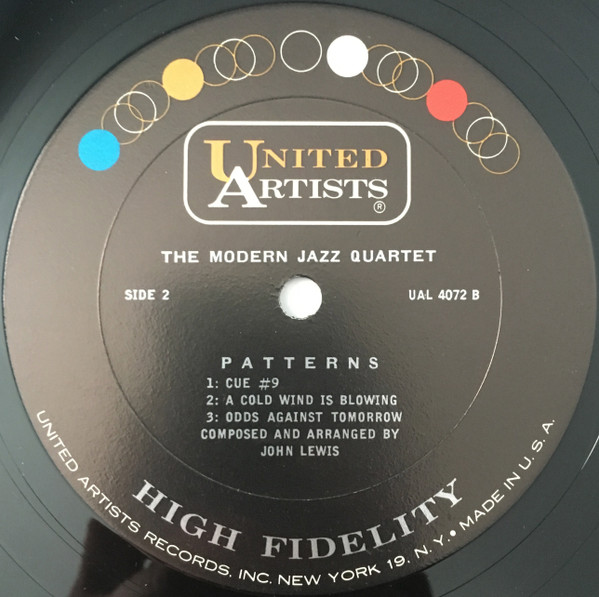 UNITED
ARTISTS
®
THE MODERN JAZZ QUARTET
SIDE 2
UAL 4072 B
PATTERNS
1: CUE #9
2: A COLD WIND IS BLOWING
3: ODDS AGAINST TOMORROW
COMPOSED AND ARRANGED BY
JOHN LEWIS
HIGH FIDELITY
UNITED ARTISTS RECORDS, INC. NEW YORK 19, N. Y. • MADE IN U. S. A.